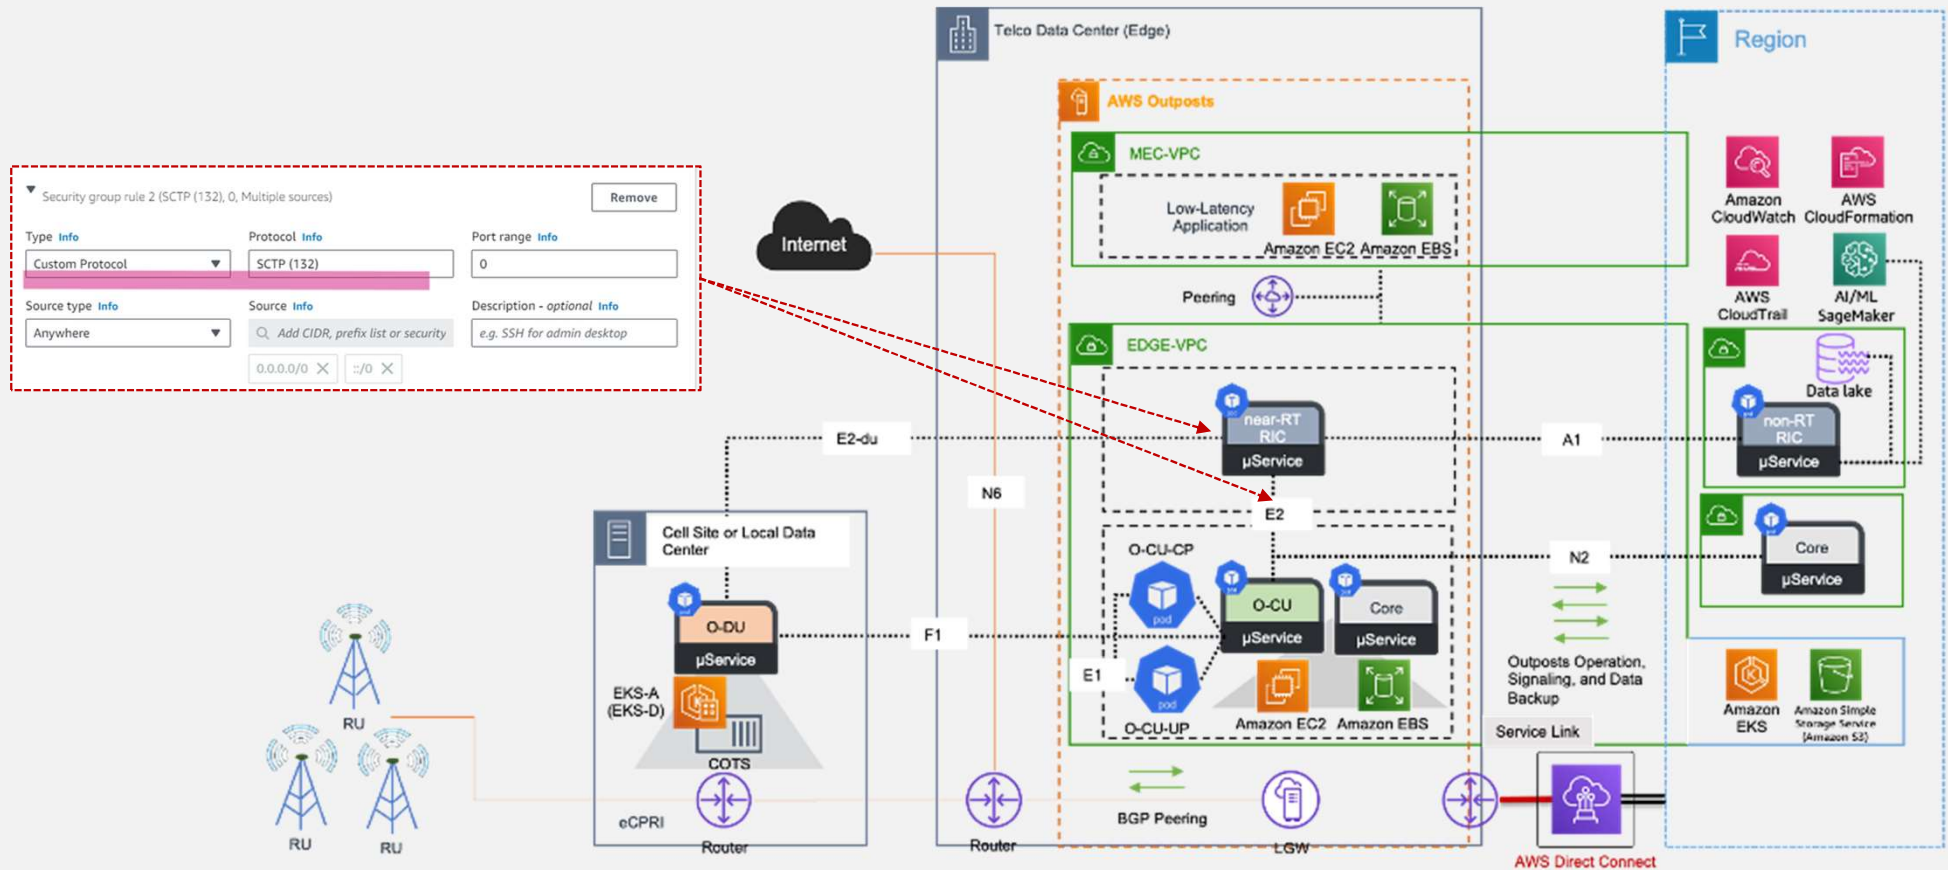 Telco Data Center (Edge)
Region
AWS Outposts
MEC-VPC
Low-Latency
Application
Amazon EC2
Amazon EBS
Amazon
CloudWatch
AWS
CloudFormation
AWS
CloudTrail
AI/ML
SageMaker
Security group rule 2 (SCTP (132), 0, Multiple sources)
Remove
Type Info
Protocol Info
Port range Info
Custom Protocol
SCTP (132)
0
Source type Info
Source Info
Description - optional Info
Anywhere
Add CIDR, prefix list or security
e.g. SSH for admin desktop
0.0.0.0/0
::/0
Internet
Peering
EDGE-VPC
Data lake
near-RT
RIC
µService
non-RT
RIC
µService
E2-du
A1
N6
E2
N2
Cell Site or Local Data
Center
O-DU
µService
EKS-A
(EKS-D)
COTS
F1
O-CU-CP
pod
E1
pod
O-CU-UP
O-CU
µService
Core
µService
Amazon EC2
Amazon EBS
Core
µService
Outposts Operation,
Signaling, and Data
Backup
Service Link
Amazon
EKS
Amazon Simple
Storage Service
(Amazon S3)
RU
RU
RU
eCPRI
Router
Router
BGP Peering
LGW
AWS Direct Connect